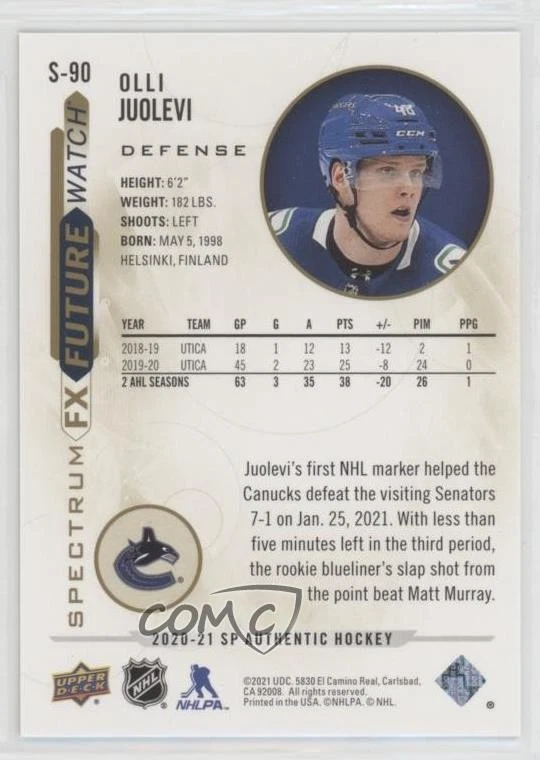 S-90
OLLI
JUOLEVI
DEFENSE
HEIGHT: 6'2"
WEIGHT: 182 LBS.
SHOOTS: LEFT
BORN: MAY 5, 1998
HELSINKI, FINLAND
48
CCM
SPECTRUM FX FUTURE WATCH
YEAR TEAM GP G A PTS +/- PIM PPG
2018-19 UTICA 18 1 12 13 -12 2 1
2019-20 UTICA 45 2 23 25 -8 24 0
2 AHL SEASONS 63 3 35 38 -20 26 1
Juolevi's first NHL marker helped the
Canucks defeat the visiting Senators
7-1 on Jan. 25, 2021. With less than
five minutes left in the third period,
the rookie blueliner's slap shot from
the point beat Matt Murray.
COMC
2020-21 SP AUTHENTIC HOCKEY
UPPER
DECK
NHL
NHLPA
©2021 UDC. 5830 El Camino Real, Carlsbad,
CA 92008. All rights reserved.
Printed in the USA. ©NHLPA. © NHL.